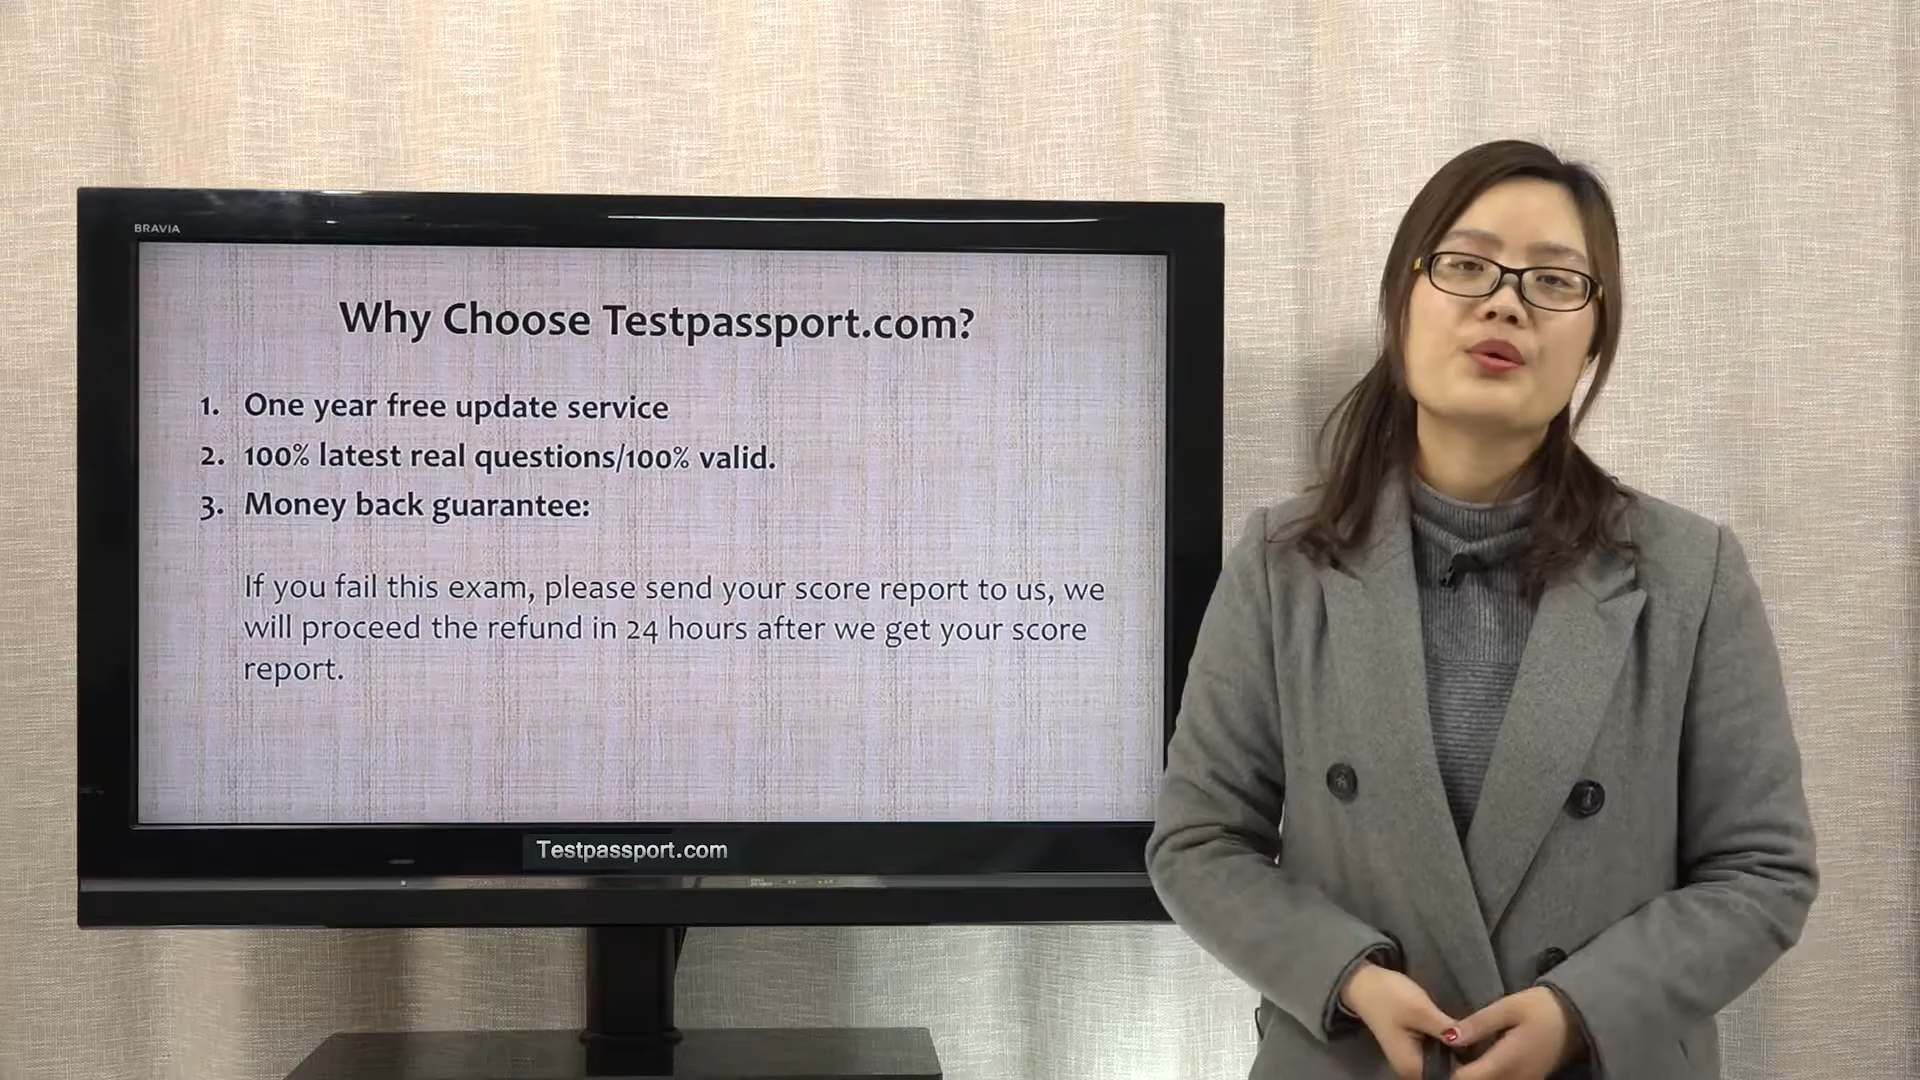 BRAVIA
Why Choose Testpassport.com?
1. One year free update service
2. 100% latest real questions/100% valid.
3. Money back guarantee:
If you fail this exam, please send your score report to us, we
will proceed the refund in 24 hours after we get your score
report.
Testpassport.com